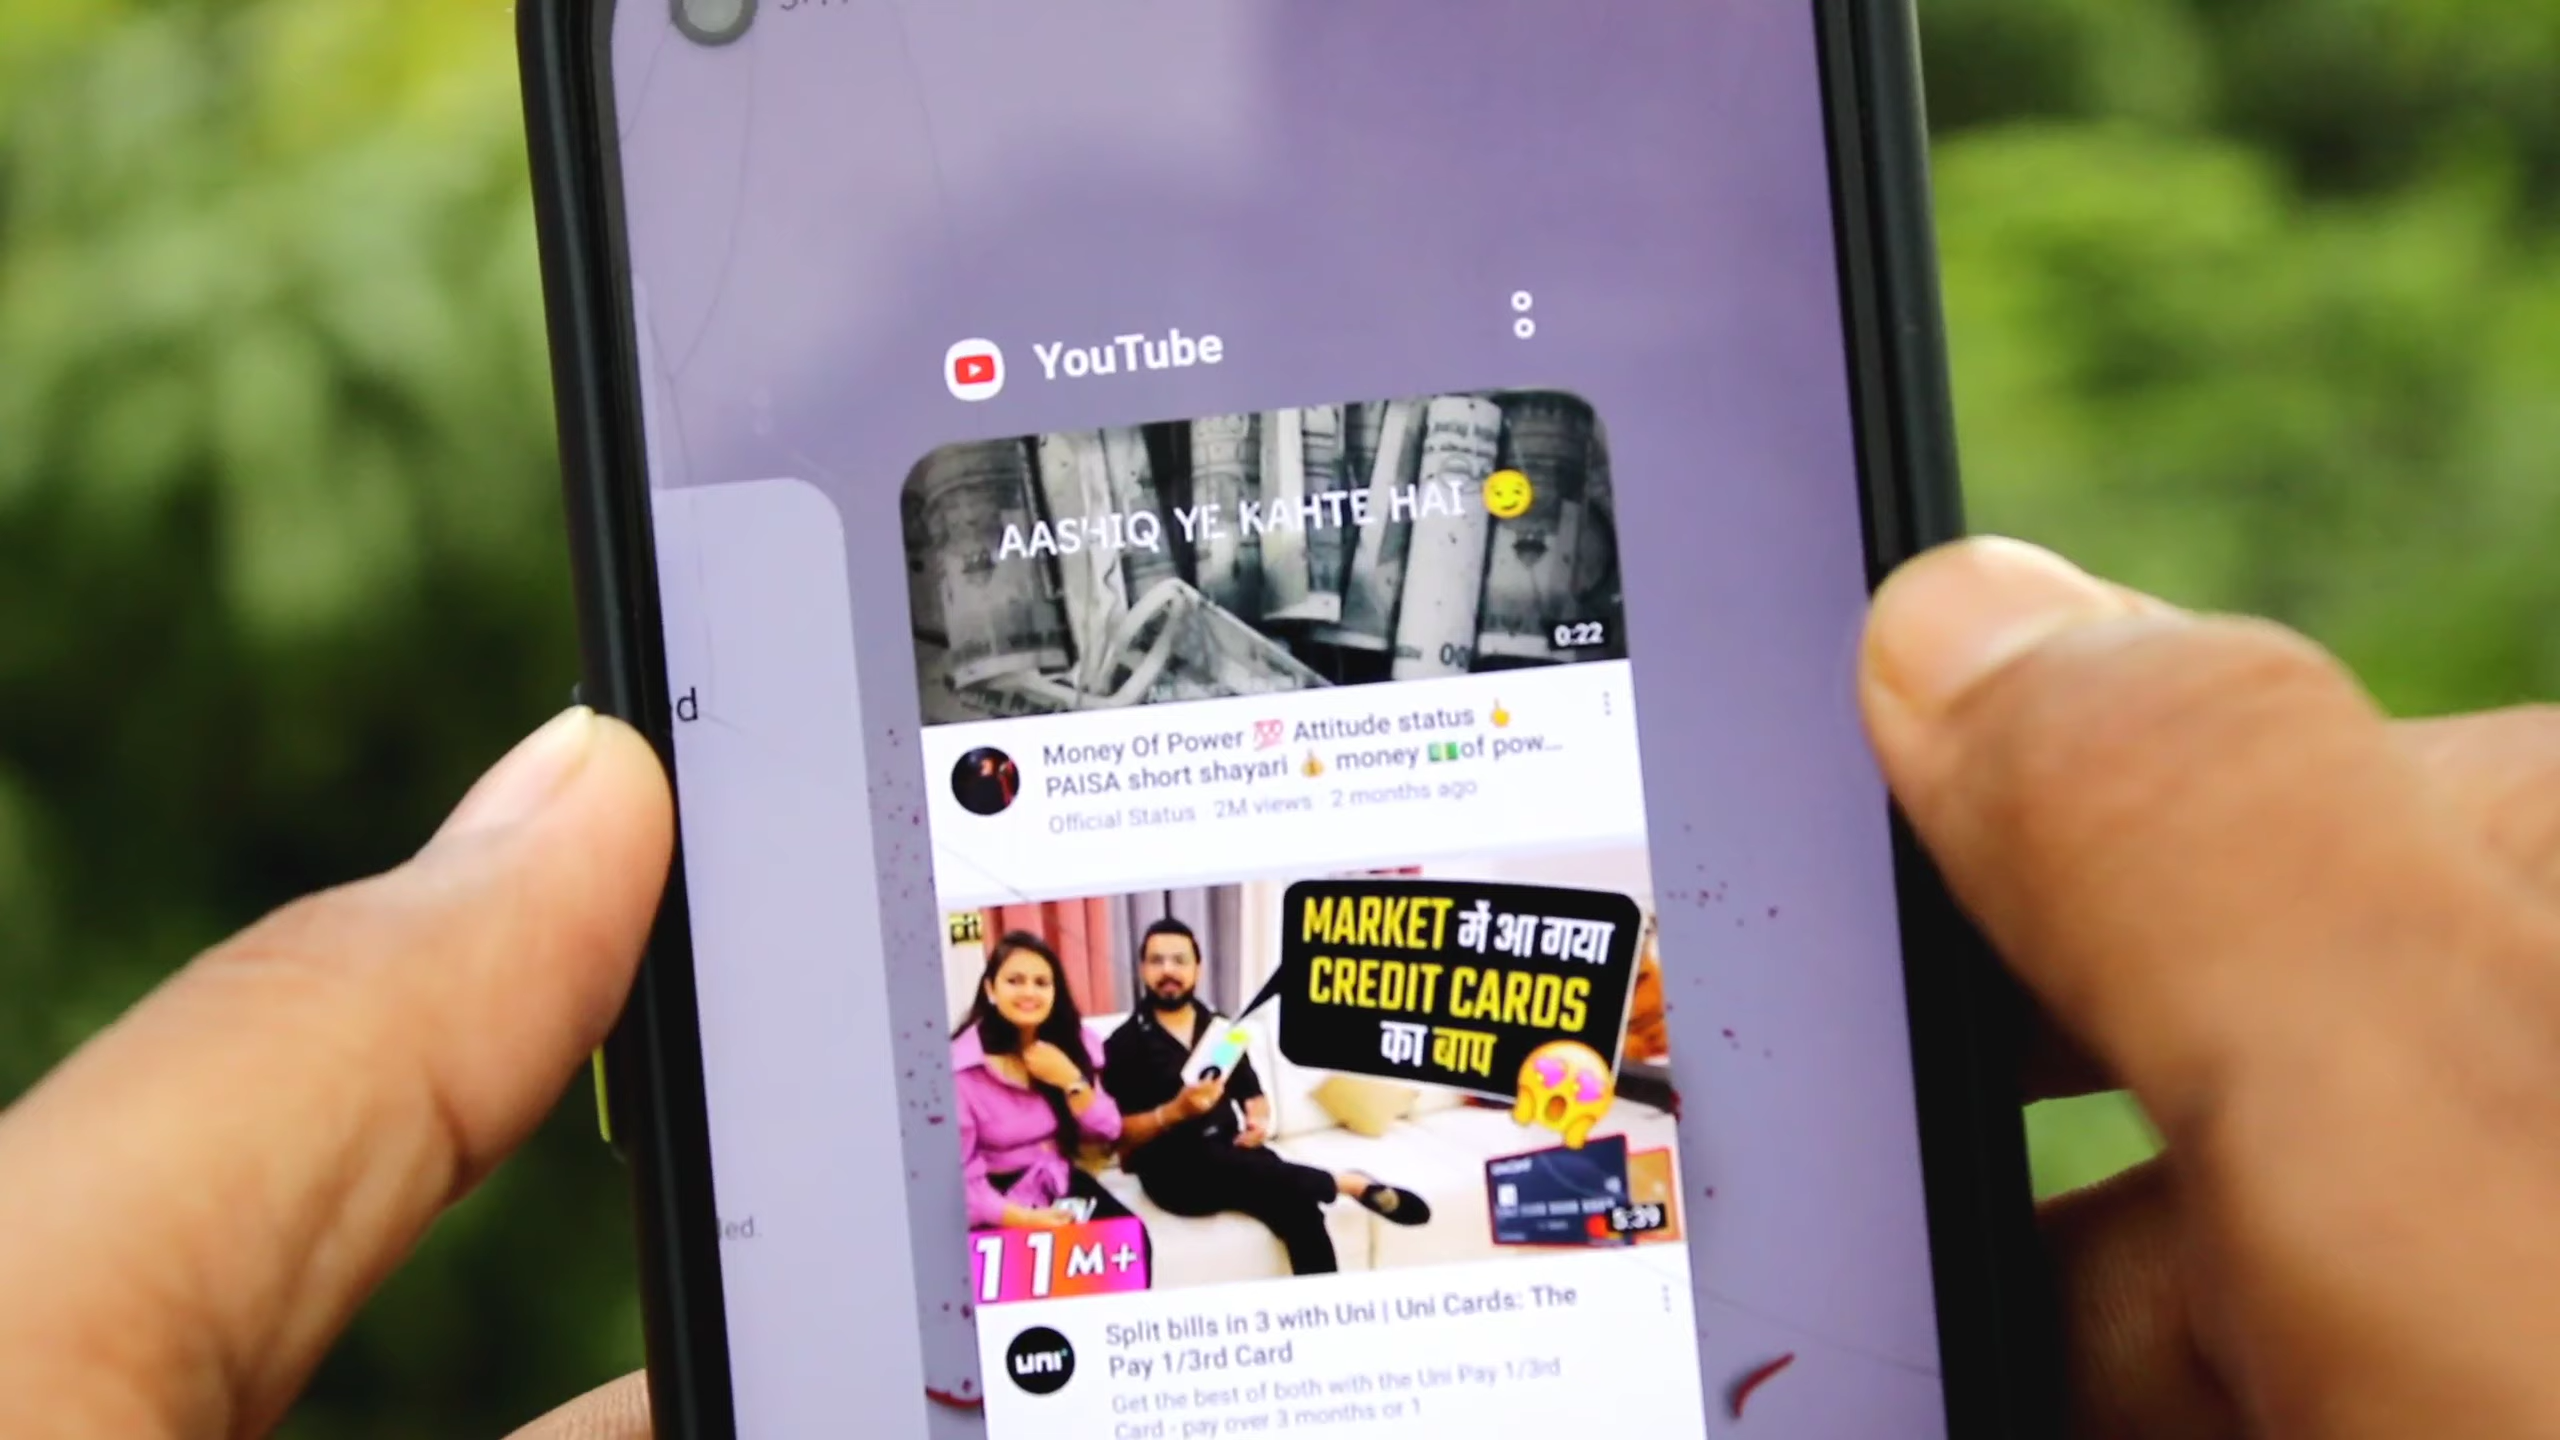 YouTube
AASHIQ YE KAHTE HAI 😏
0:22
Money Of Power 💯 Attitude status 🖕
PAISA short shayari 💰 money 💵of pow...
Official Status · 2M views · 2 months ago
MARKET में आ गया
CREDIT CARDS
का बाप
11M+
5:39
uni
Split bills in 3 with Uni | Uni Cards: The
Pay 1/3rd Card
Get the best of both with the Uni Pay 1/3rd
Card - pay over 3 months or 1
d
led.